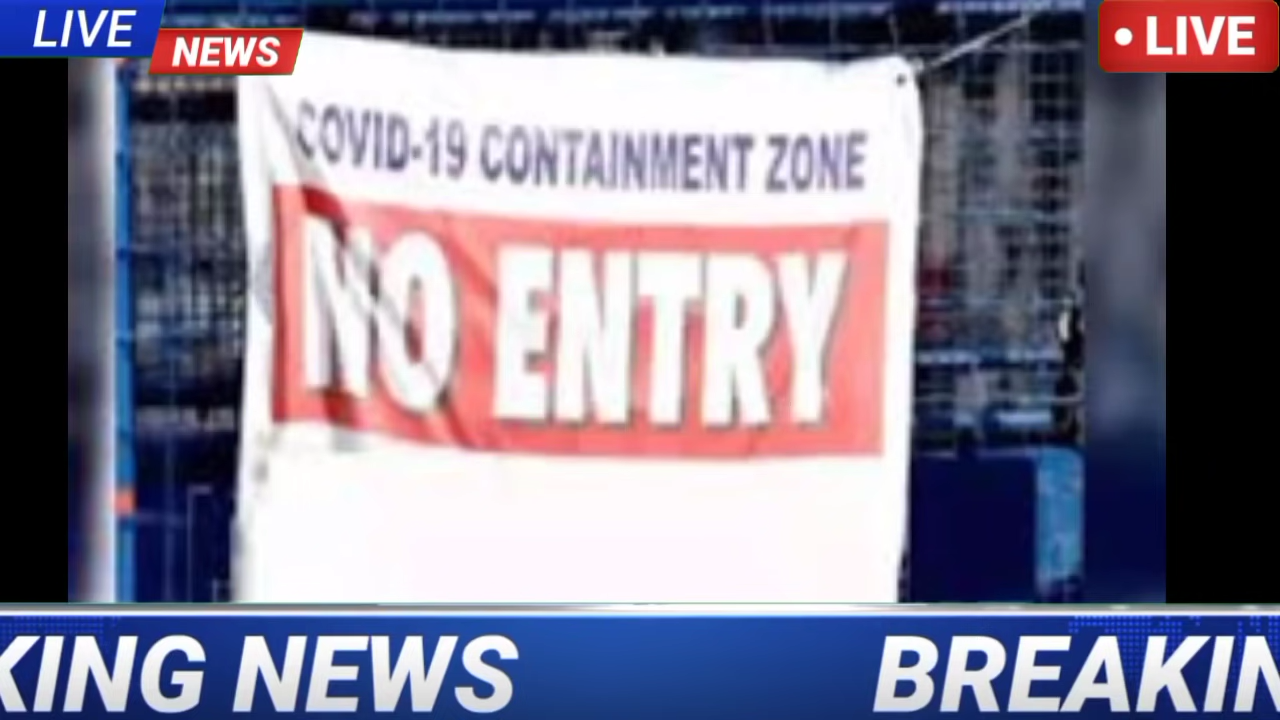 LIVE
NEWS
LIVE
COVID-19 CONTAINMENT ZONE
NO ENTRY
KING NEWS
BREAKIN